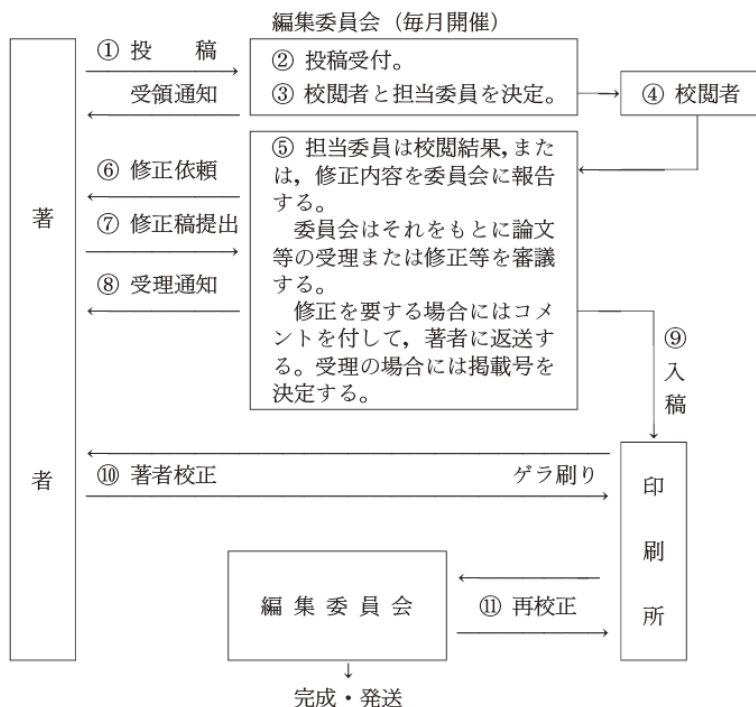 編集委員会（毎月開催）
① 投　　稿
② 投稿受付。
受領通知
③ 校閲者と担当委員を決定。
④ 校閲者
⑤ 担当委員は校閲結果，また
は，修正内容を委員会に報告
する。
　委員会はそれをもとに論文
等の受理または修正等を審議
する。
　修正を要する場合にはコメ
ントを付して，著者に返送す
る。受理の場合には掲載号を
決定する。
⑥ 修正依頼
⑦ 修正稿提出
⑧ 受理通知
⑨入稿
著者
⑩ 著者校正
ゲラ刷り
印刷所
編 集 委 員 会
⑪ 再校正
完成・発送